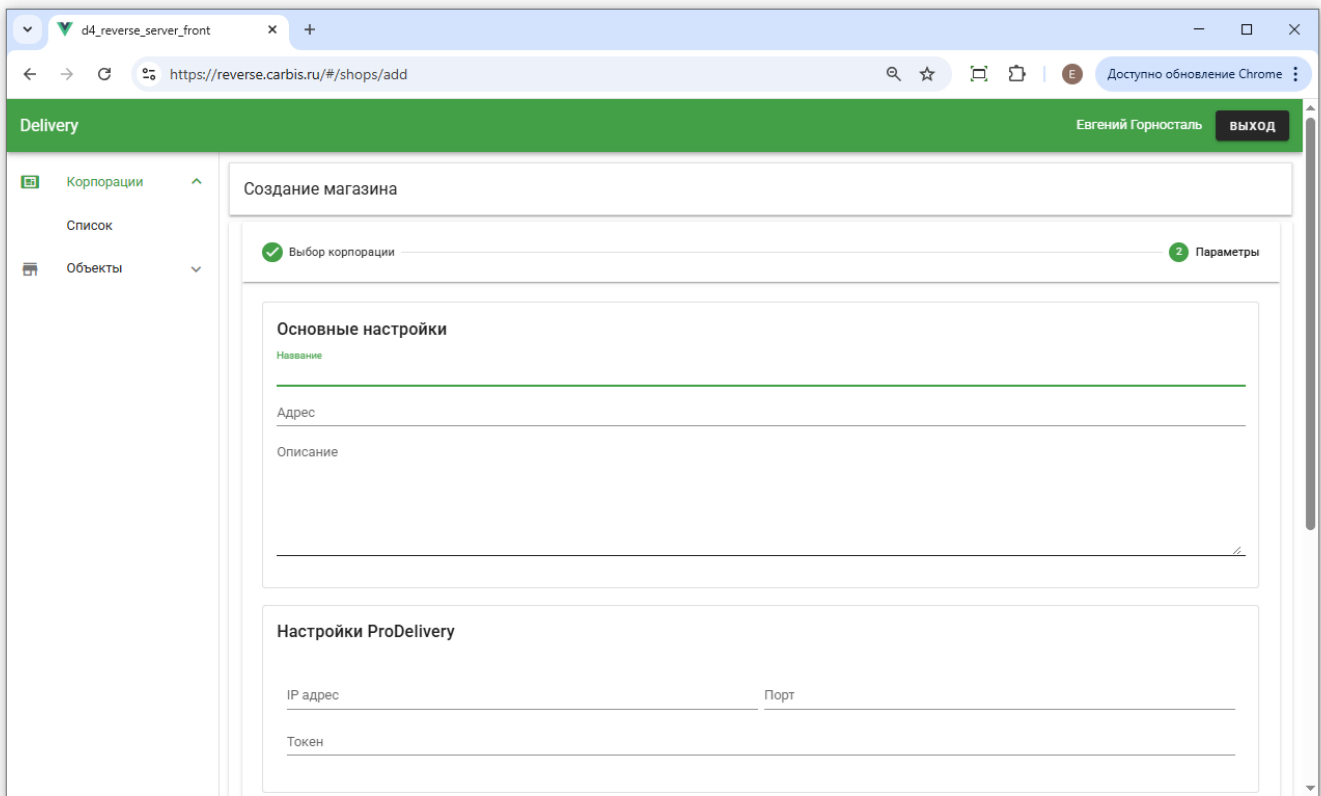 d4_reverse_server_front
https://reverse.carbis.ru/#/shops/add
E
Доступно обновление Chrome
Delivery
Евгений Горносталь
ВЫХОД
Корпорации
Список
Объекты
Создание магазина
Выбор корпорации
2 Параметры
Основные настройки
Название
Адрес
Описание
Настройки ProDelivery
IP адрес
Порт
Токен